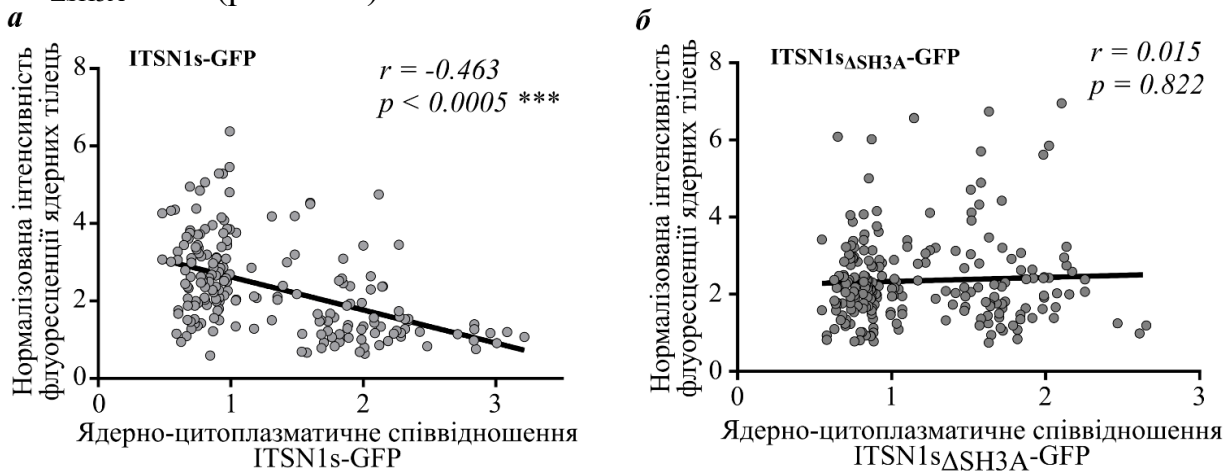 а
ITSN1s-GFP
r = -0.463
p < 0.0005 ***
Нормалізована інтенсивність
флуоресценції ядерних тілець
8
6
4
2
0
0 1 2 3
Ядерно-цитоплазматичне співвідношення
ITSN1s-GFP
б
ITSN1sΔSH3A-GFP
r = 0.015
p = 0.822
Нормалізована інтенсивність
флуоресценції ядерних тілець
8
6
4
2
0
0 1 2 3
Ядерно-цитоплазматичне співвідношення
ITSN1sΔSH3A-GFP